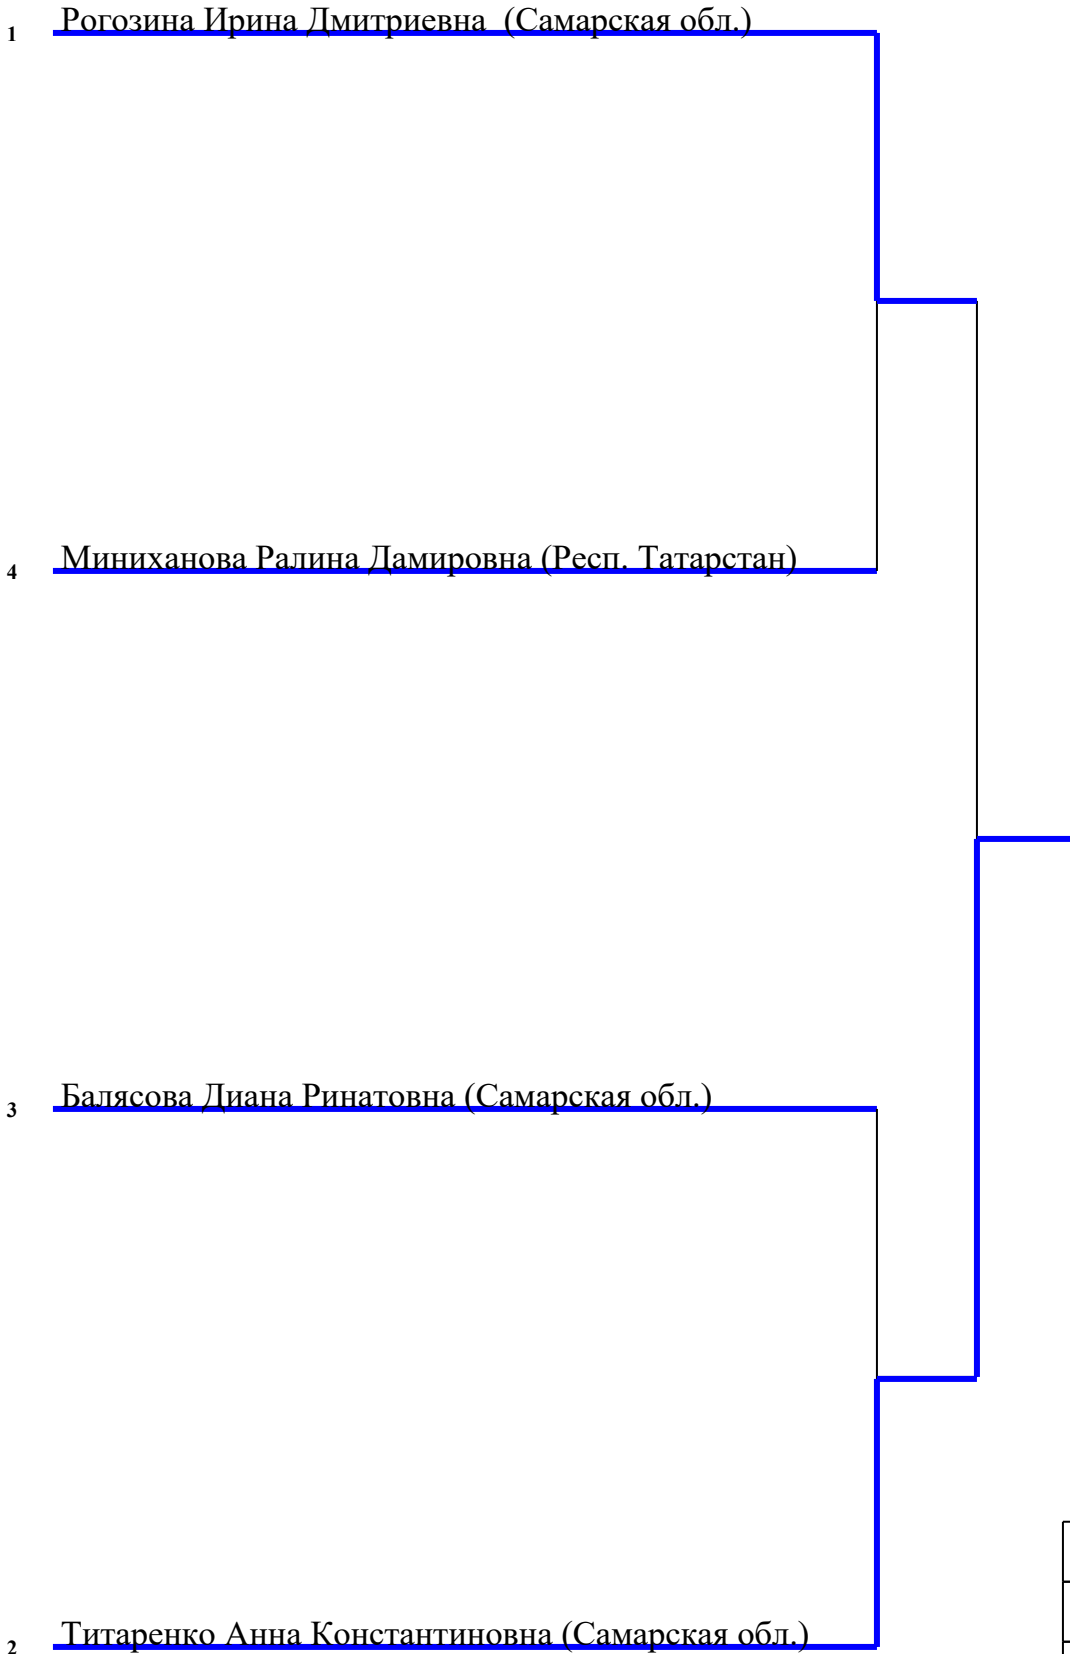 1 Рогозина Ирина Дмитриевна (Самарская обл.)
4 Миниханова Ралина Дамировна (Респ. Татарстан)
3 Балясова Диана Ринатовна (Самарская обл.)
2 Титаренко Анна Константиновна (Самарская обл.)